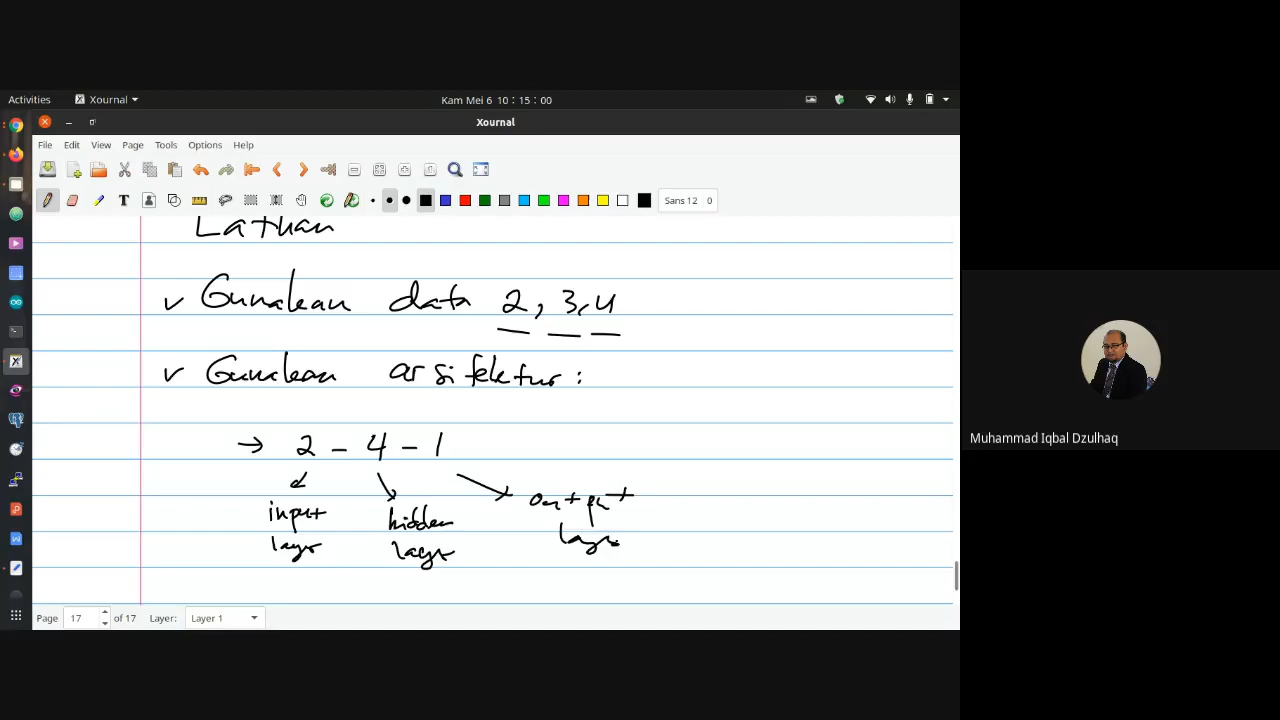 Activities Xournal Kam Mei 6 10 : 15 : 00
Xournal
File Edit View Page Tools Options Help
T Sans 12 0
Latihan
✓ Gunakan data 2, 3, 4
✓ Gunakan arsitektur :
→ 2 - 4 - 1
input hidden output
layer layer layer
Muhammad Iqbal Dzulhaq
Page 17 of 17 Layer: Layer 1